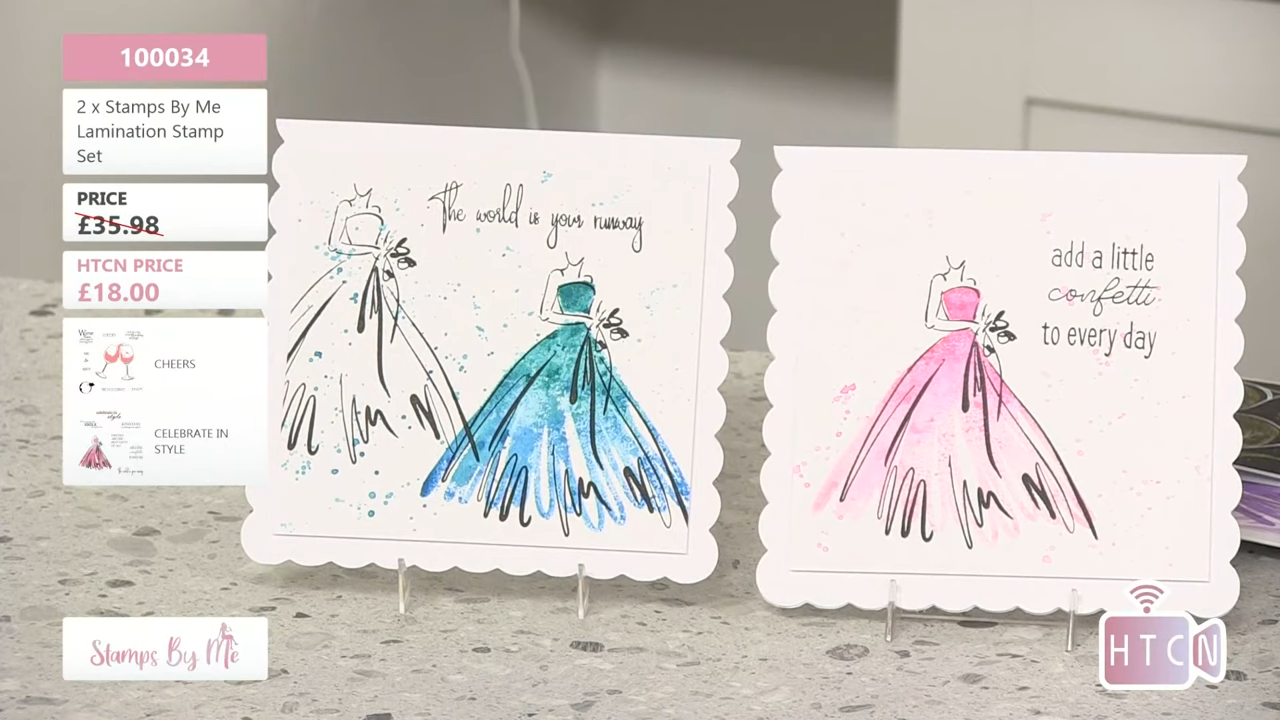 100034
2 x Stamps By Me
Lamination Stamp
Set
PRICE
£35.98
HTCN PRICE
£18.00
CHEERS
CELEBRATE IN
STYLE
Stamps By Me
The world is your runway
add a little
confetti
to every day
HTCN